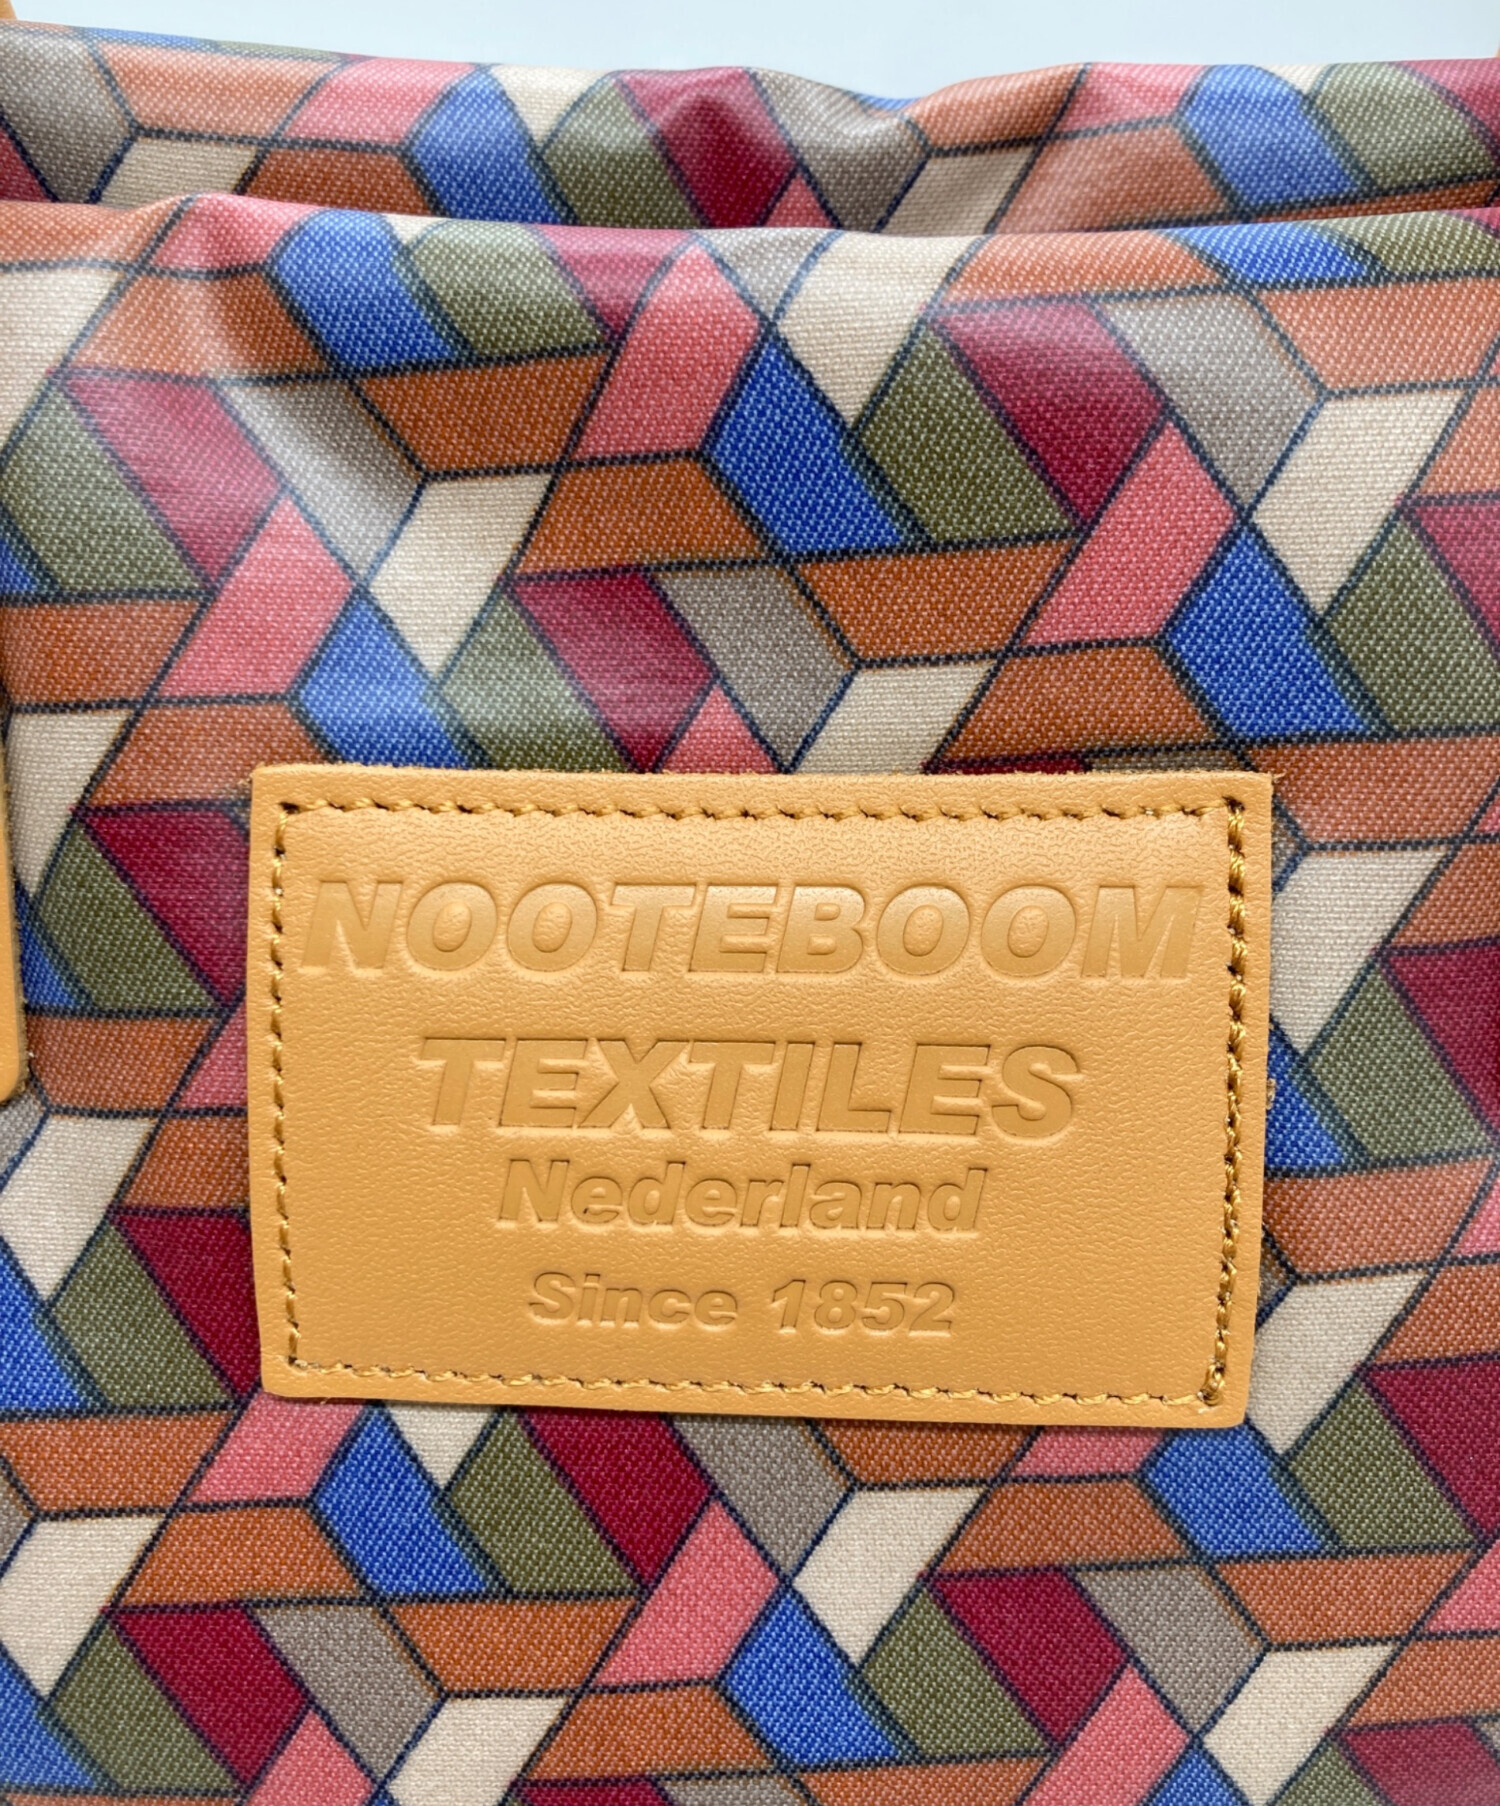 NOOTEBOOM
TEXTILES
Nederland
Since 1852